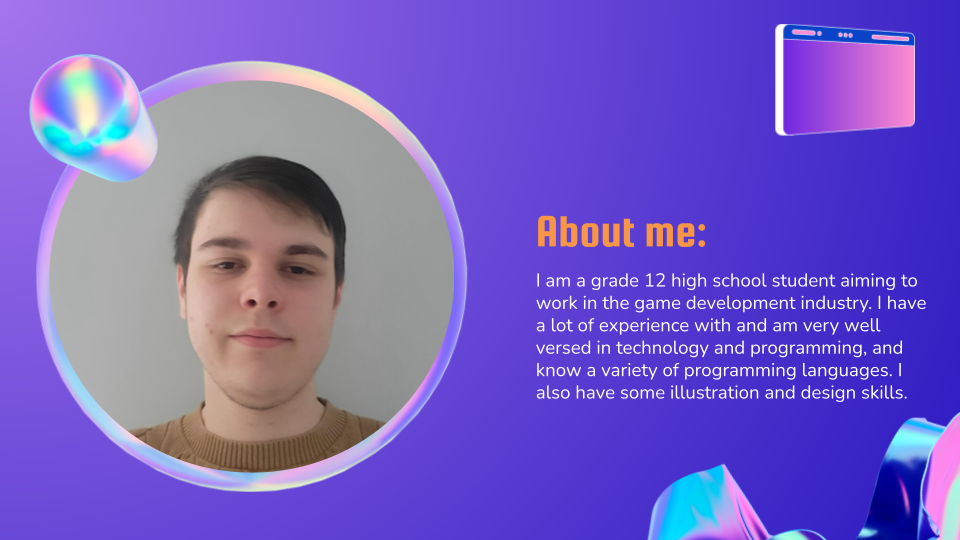 About me:
I am a grade 12 high school student aiming to
work in the game development industry. I have
a lot of experience with and am very well
versed in technology and programming, and
know a variety of programming languages. I
also have some illustration and design skills.